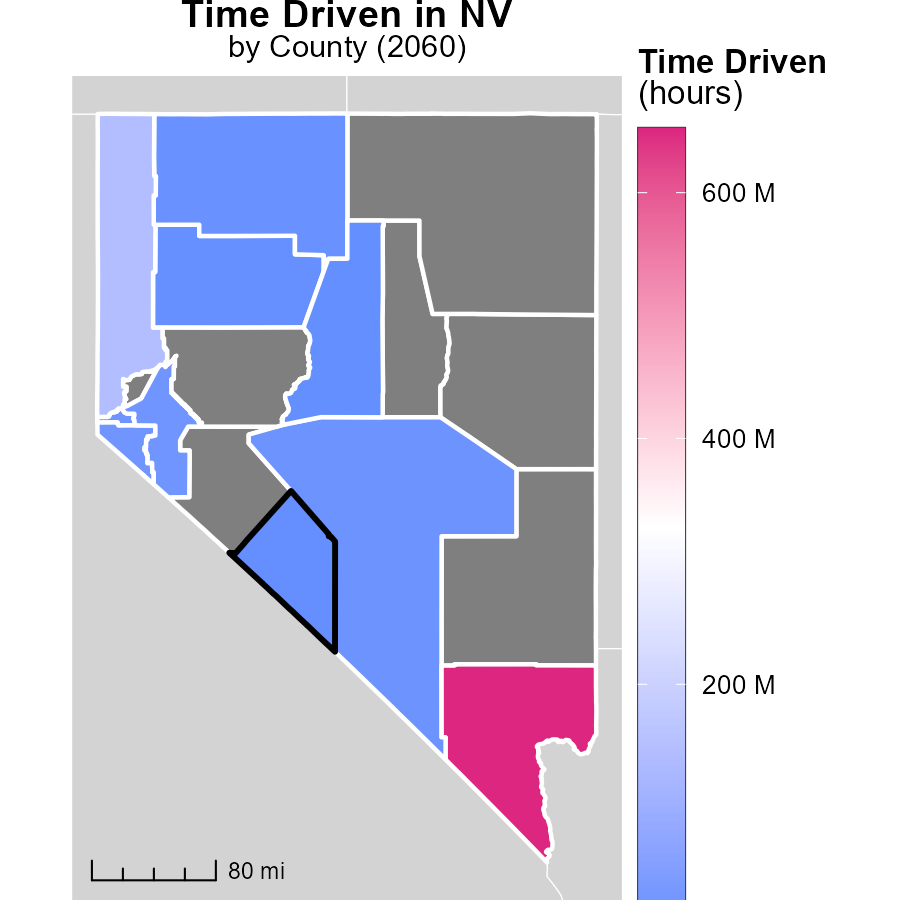 Time Driven in NV
by County (2060)
Time Driven
(hours)
600 M
400 M
200 M
80 mi